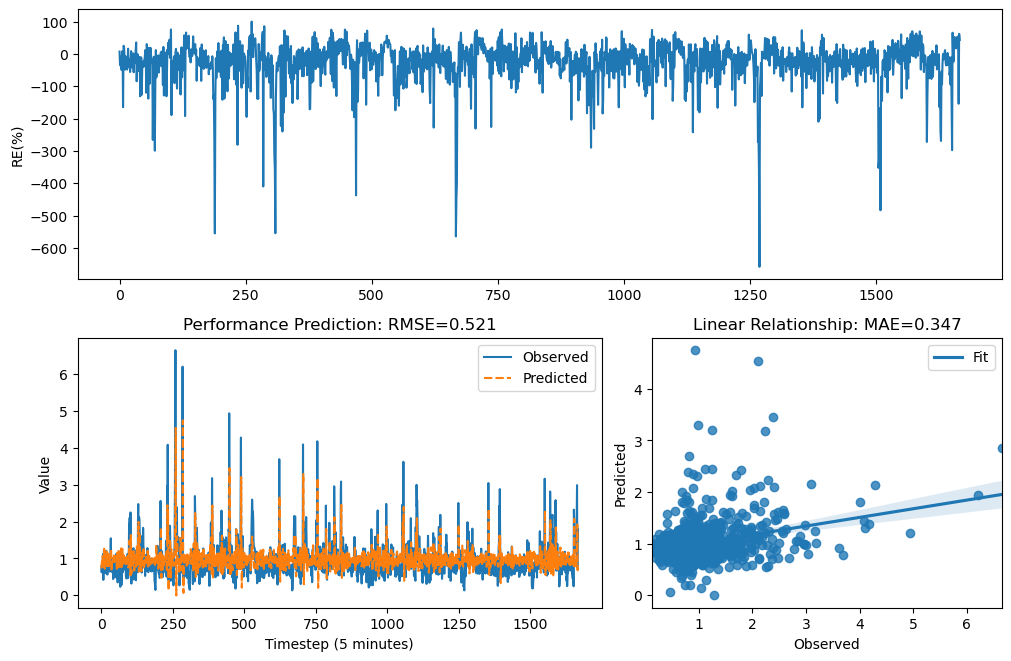 100
0
−100
−200
−300
−400
−500
−600
RE(%)
0 250 500 750 1000 1250 1500
Performance Prediction: RMSE=0.521
Observed
Predicted
6
5
4
3
2
1
0
Value
0 250 500 750 1000 1250 1500
Timestep (5 minutes)
Linear Relationship: MAE=0.347
Fit
4
3
2
1
0
Predicted
1 2 3 4 5 6
Observed